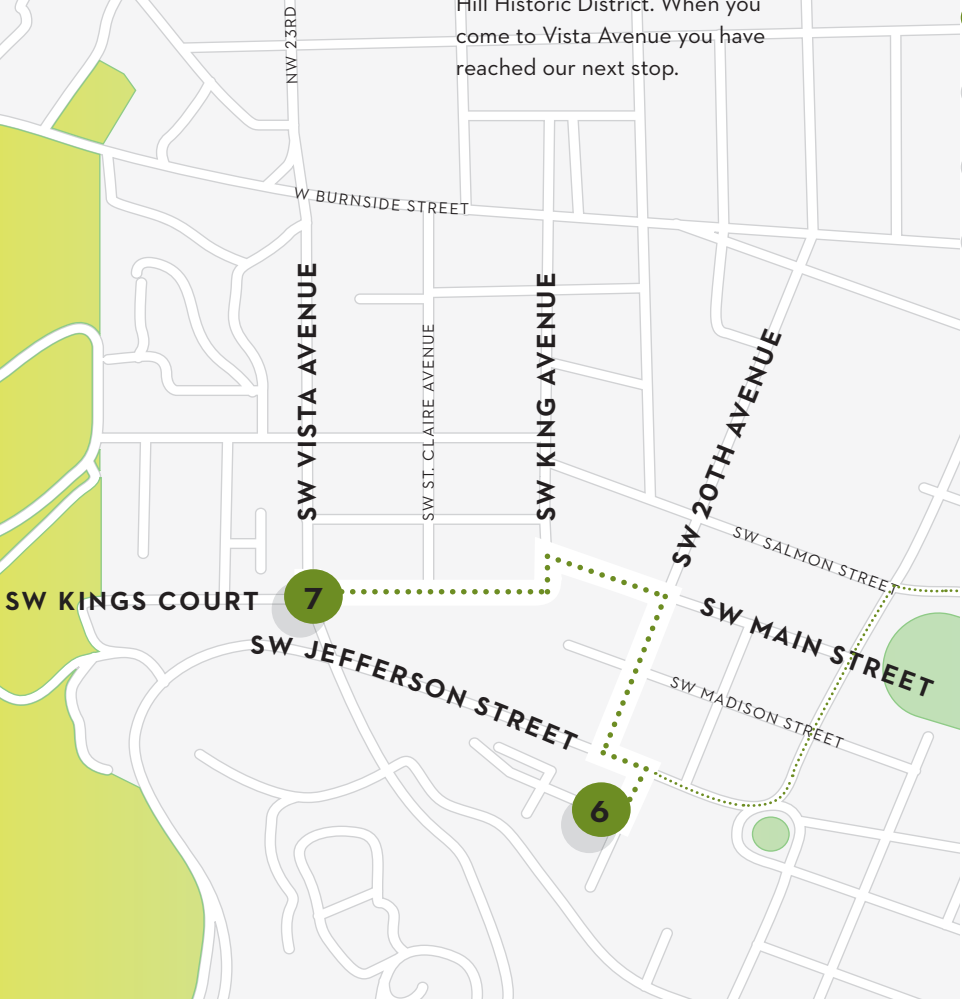 Hill Historic District. When you
come to Vista Avenue you have
reached our next stop.
NW 23RD
W BURNSIDE STREET
SW VISTA AVENUE
SW ST. CLAIRE AVENUE
SW KING AVENUE
SW 20TH AVENUE
SW SALMON STREET
SW KINGS COURT
7
SW MAIN STREET
SW JEFFERSON STREET
SW MADISON STREET
6